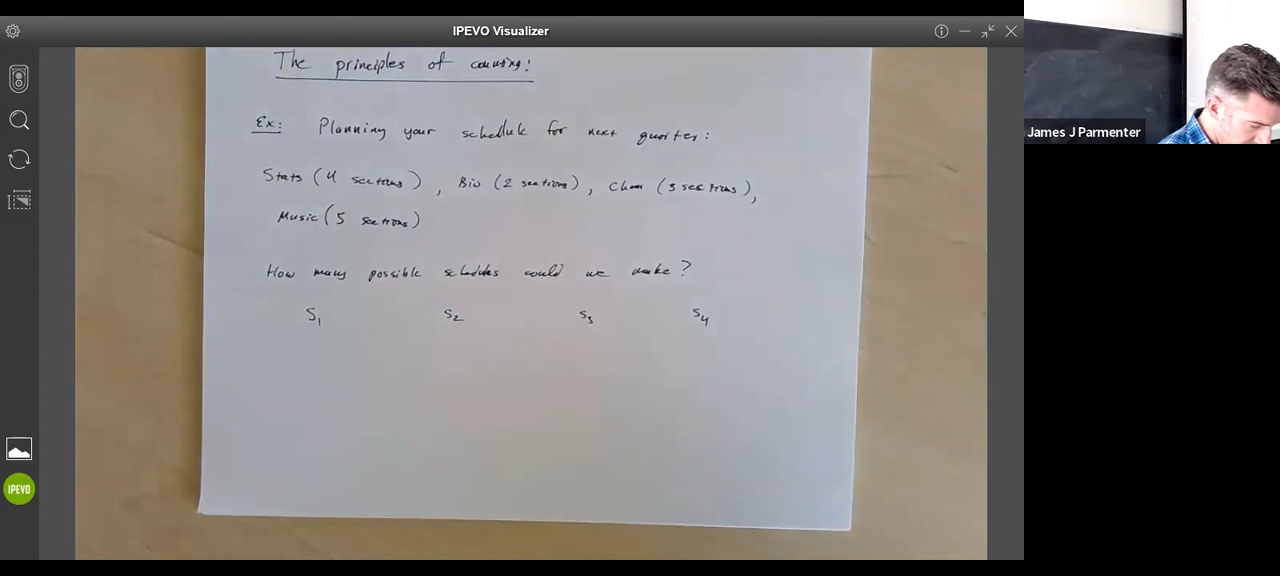 IPEVO Visualizer
The principles of counting:
James J Parmenter
Ex: Planning your schedule for next quarter:
Stats (4 sections), Bio (2 sections), Chem (3 sections),
Music (5 sections)
How many possible schedules could we make?
S1 S2 S3 S4
IPEVO